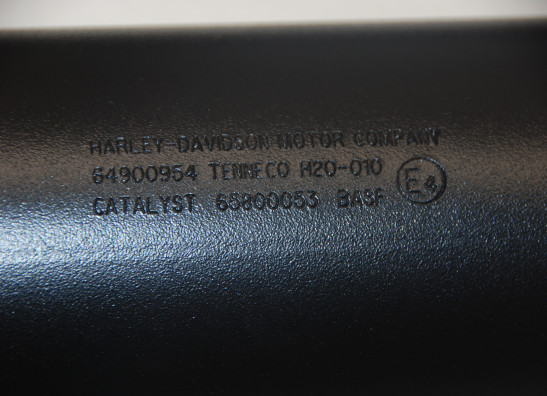 HARLEY-DAVIDSON MOTOR COMPANY
64900954 TENNECO H20-010
E4
CATALYST 65800053 BASF